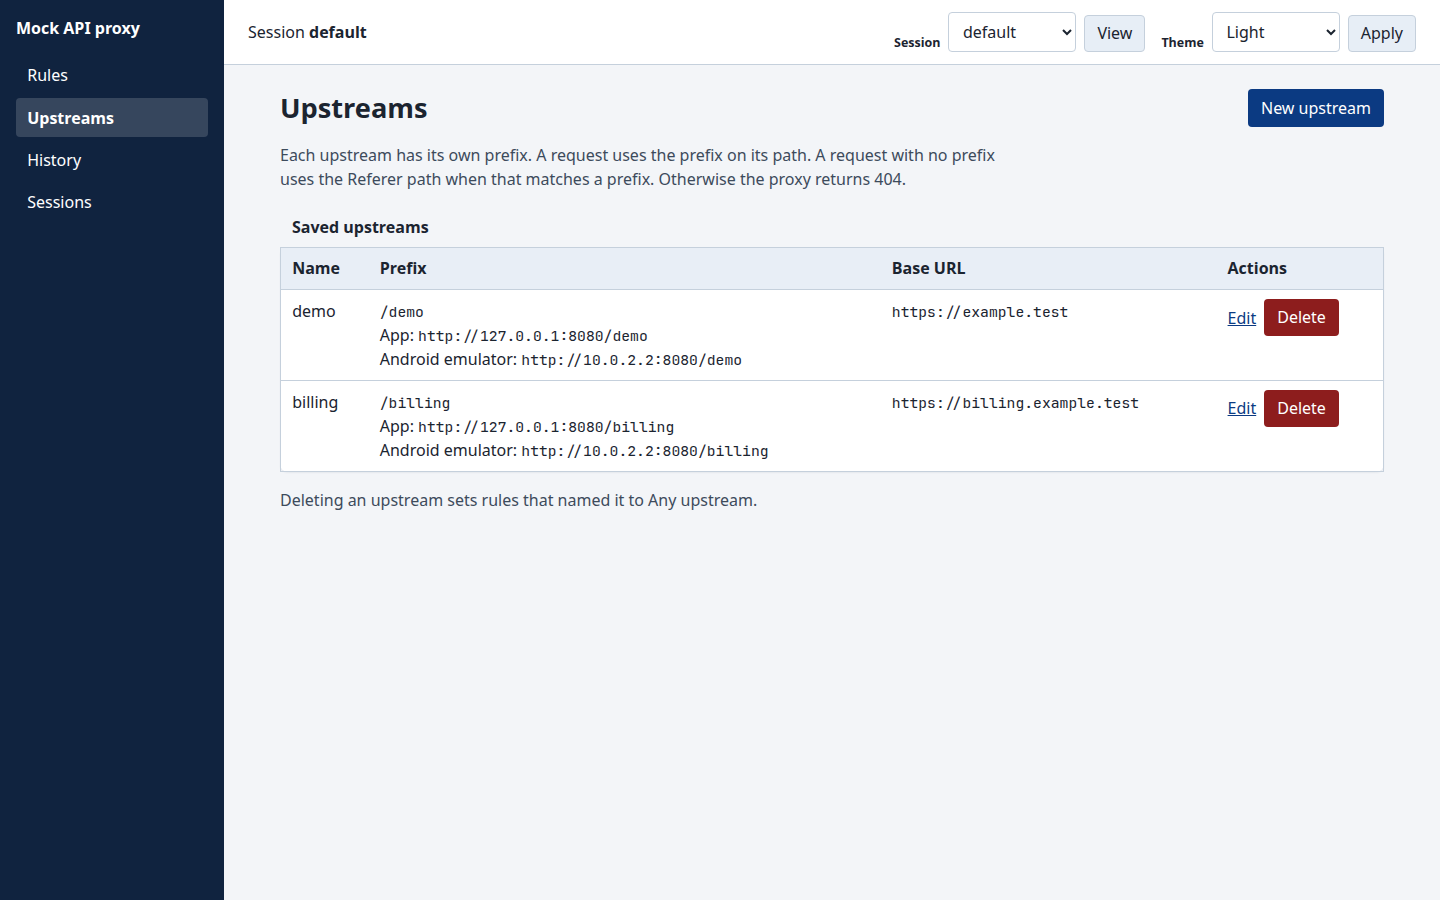 Mock API proxy
Rules
Upstreams
History
Sessions
Session default
Session
default
View
Theme
Light
Apply
Upstreams
New upstream
Each upstream has its own prefix. A request uses the prefix on its path. A request with no prefix
uses the Referer path when that matches a prefix. Otherwise the proxy returns 404.
Saved upstreams
Name Prefix Base URL Actions
demo /demo https://example.test Edit Delete
App: http://127.0.0.1:8080/demo
Android emulator: http://10.0.2.2:8080/demo
billing /billing https://billing.example.test Edit Delete
App: http://127.0.0.1:8080/billing
Android emulator: http://10.0.2.2:8080/billing
Deleting an upstream sets rules that named it to Any upstream.